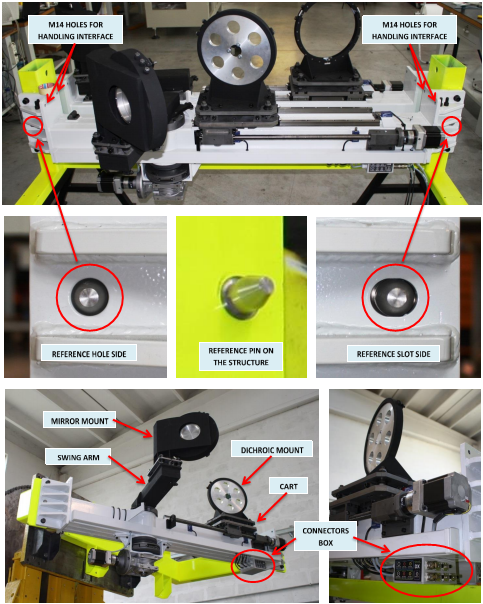 M14 HOLES FOR
HANDLING INTERFACE
M14 HOLES FOR
HANDLING INTERFACE
REFERENCE HOLE SIDE
REFERENCE PIN ON
THE STRUCTURE
REFERENCE SLOT SIDE
MIRROR MOUNT
SWING ARM
DICHROIC MOUNT
CART
CONNECTORS
BOX